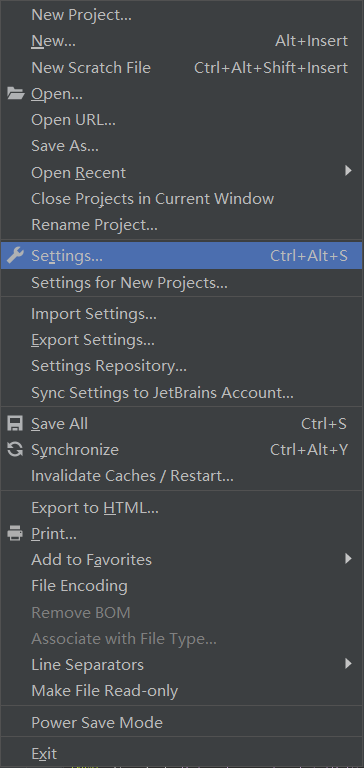 New Project...
New... Alt+Insert
New Scratch File Ctrl+Alt+Shift+Insert
Open...
Open URL...
Save As...
Open Recent
Close Projects in Current Window
Rename Project...
Settings... Ctrl+Alt+S
Settings for New Projects...
Import Settings...
Export Settings...
Settings Repository...
Sync Settings to JetBrains Account...
Save All Ctrl+S
Synchronize Ctrl+Alt+Y
Invalidate Caches / Restart...
Export to HTML...
Print...
Add to Favorites
File Encoding
Remove BOM
Associate with File Type...
Line Separators
Make File Read-only
Power Save Mode
Exit